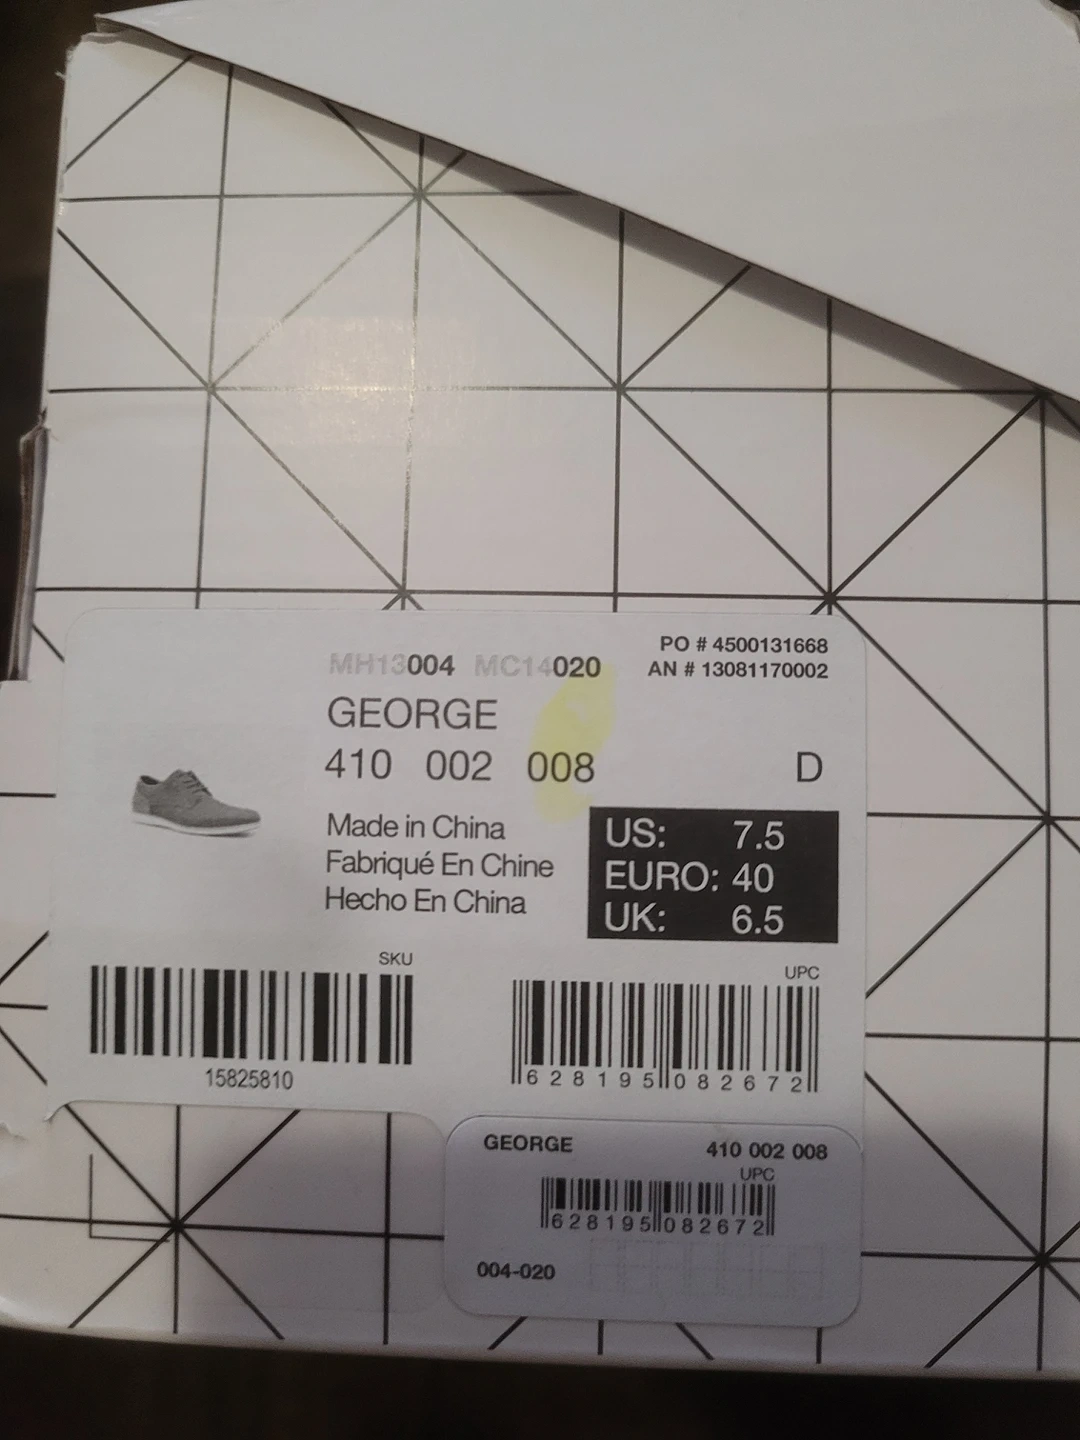 PO # 4500131668
MH13004 MC14020 AN # 13081170002
GEORGE
410 002 008 D
Made in China
Fabriqué En Chine
Hecho En China
US: 7.5
EURO: 40
UK: 6.5
SKU
15825810
UPC
6 28195 08267 2
GEORGE 410 002 008
UPC
6 28195 08267 2
004-020